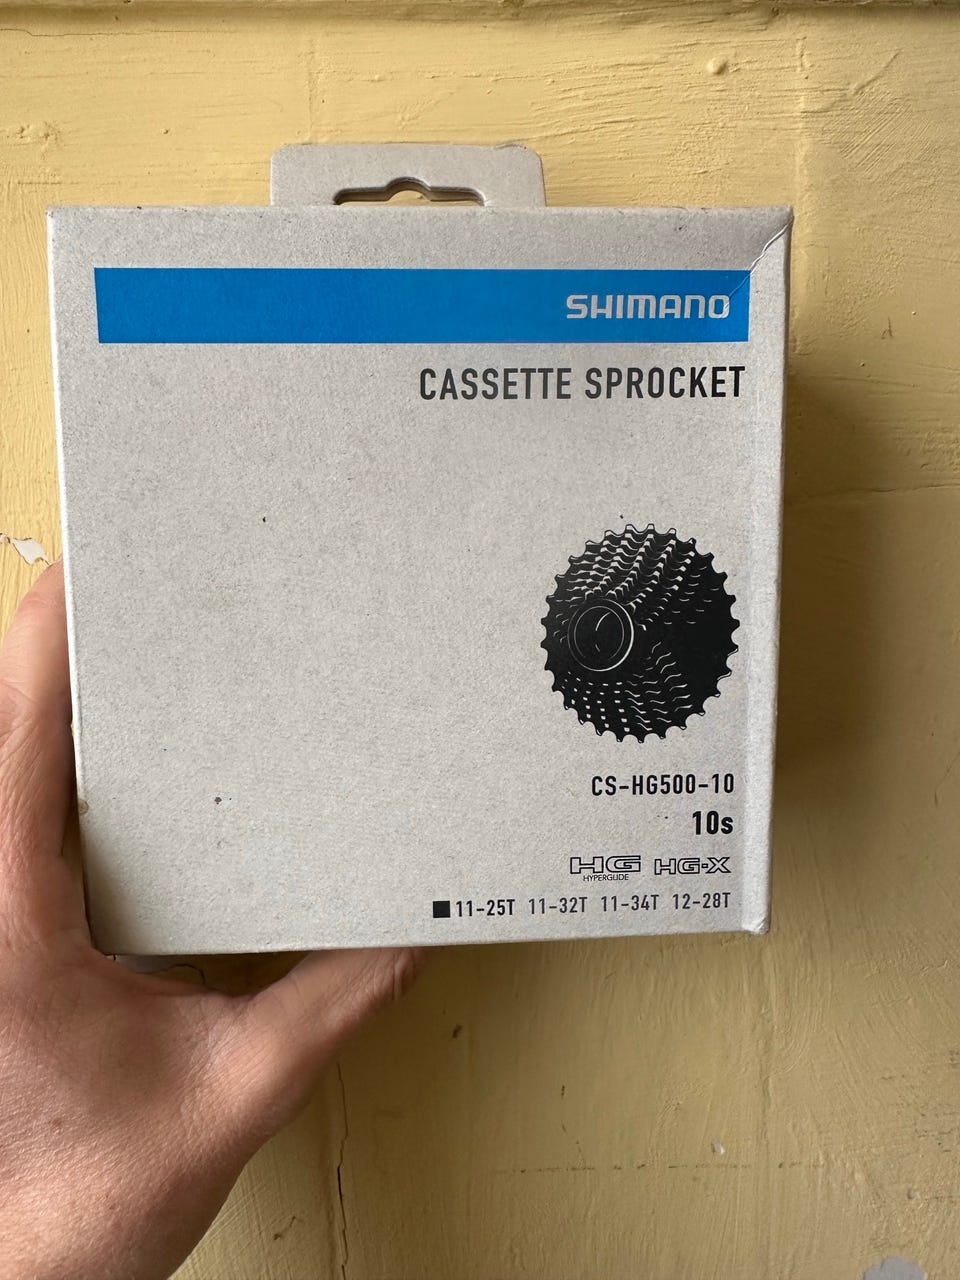 SHIMANO
CASSETTE SPROCKET
CS-HG500-10
10s
HG HG-X
HYPERGLIDE
11-25T 11-32T 11-34T 12-28T